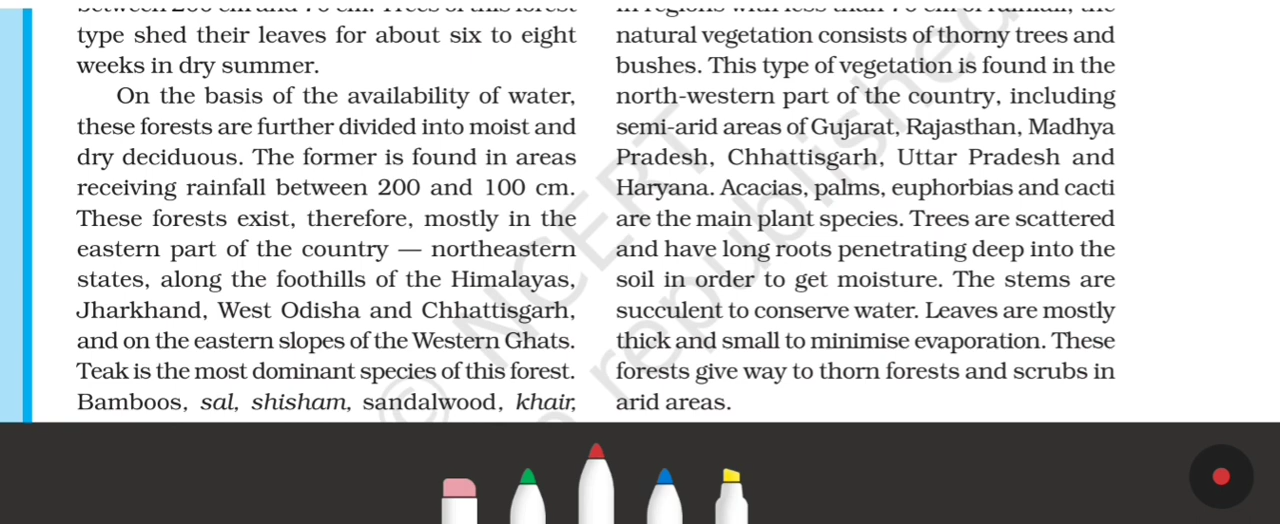 type shed their leaves for about six to eight
weeks in dry summer.
On the basis of the availability of water,
these forests are further divided into moist and
dry deciduous. The former is found in areas
receiving rainfall between 200 and 100 cm.
These forests exist, therefore, mostly in the
eastern part of the country — northeastern
states, along the foothills of the Himalayas,
Jharkhand, West Odisha and Chhattisgarh,
and on the eastern slopes of the Western Ghats.
Teak is the most dominant species of this forest.
Bamboos, sal, shisham, sandalwood, khair,
natural vegetation consists of thorny trees and
bushes. This type of vegetation is found in the
north-western part of the country, including
semi-arid areas of Gujarat, Rajasthan, Madhya
Pradesh, Chhattisgarh, Uttar Pradesh and
Haryana. Acacias, palms, euphorbias and cacti
are the main plant species. Trees are scattered
and have long roots penetrating deep into the
soil in order to get moisture. The stems are
succulent to conserve water. Leaves are mostly
thick and small to minimise evaporation. These
forests give way to thorn forests and scrubs in
arid areas.
© NCERT
republished